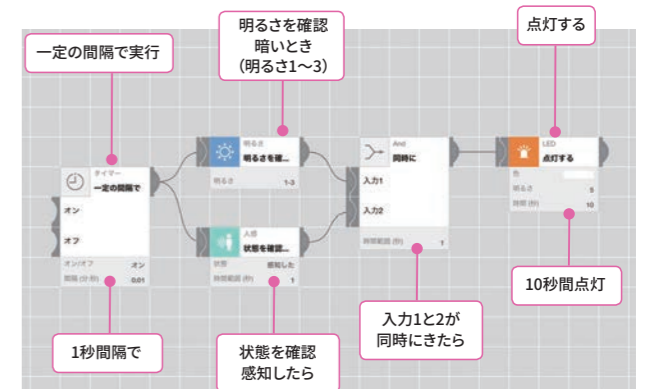 一定の間隔で実行
明るさを確認
暗いとき
（明るさ1～3）
点灯する
タイマー
一定の間隔で
オン
オフ
オン/オフ オン
間隔 (分:秒) 0:01
明るさ
明るさを確...
明るさ 1-3
人感
状態を確認...
状態 感知した
時間範囲 (秒) 1
And
同時に
入力1
入力2
時間範囲 (秒) 1
LED
点灯する
色
明るさ 5
時間 (秒) 10
1秒間隔で
状態を確認
感知したら
入力1と2が
同時にきたら
10秒間点灯